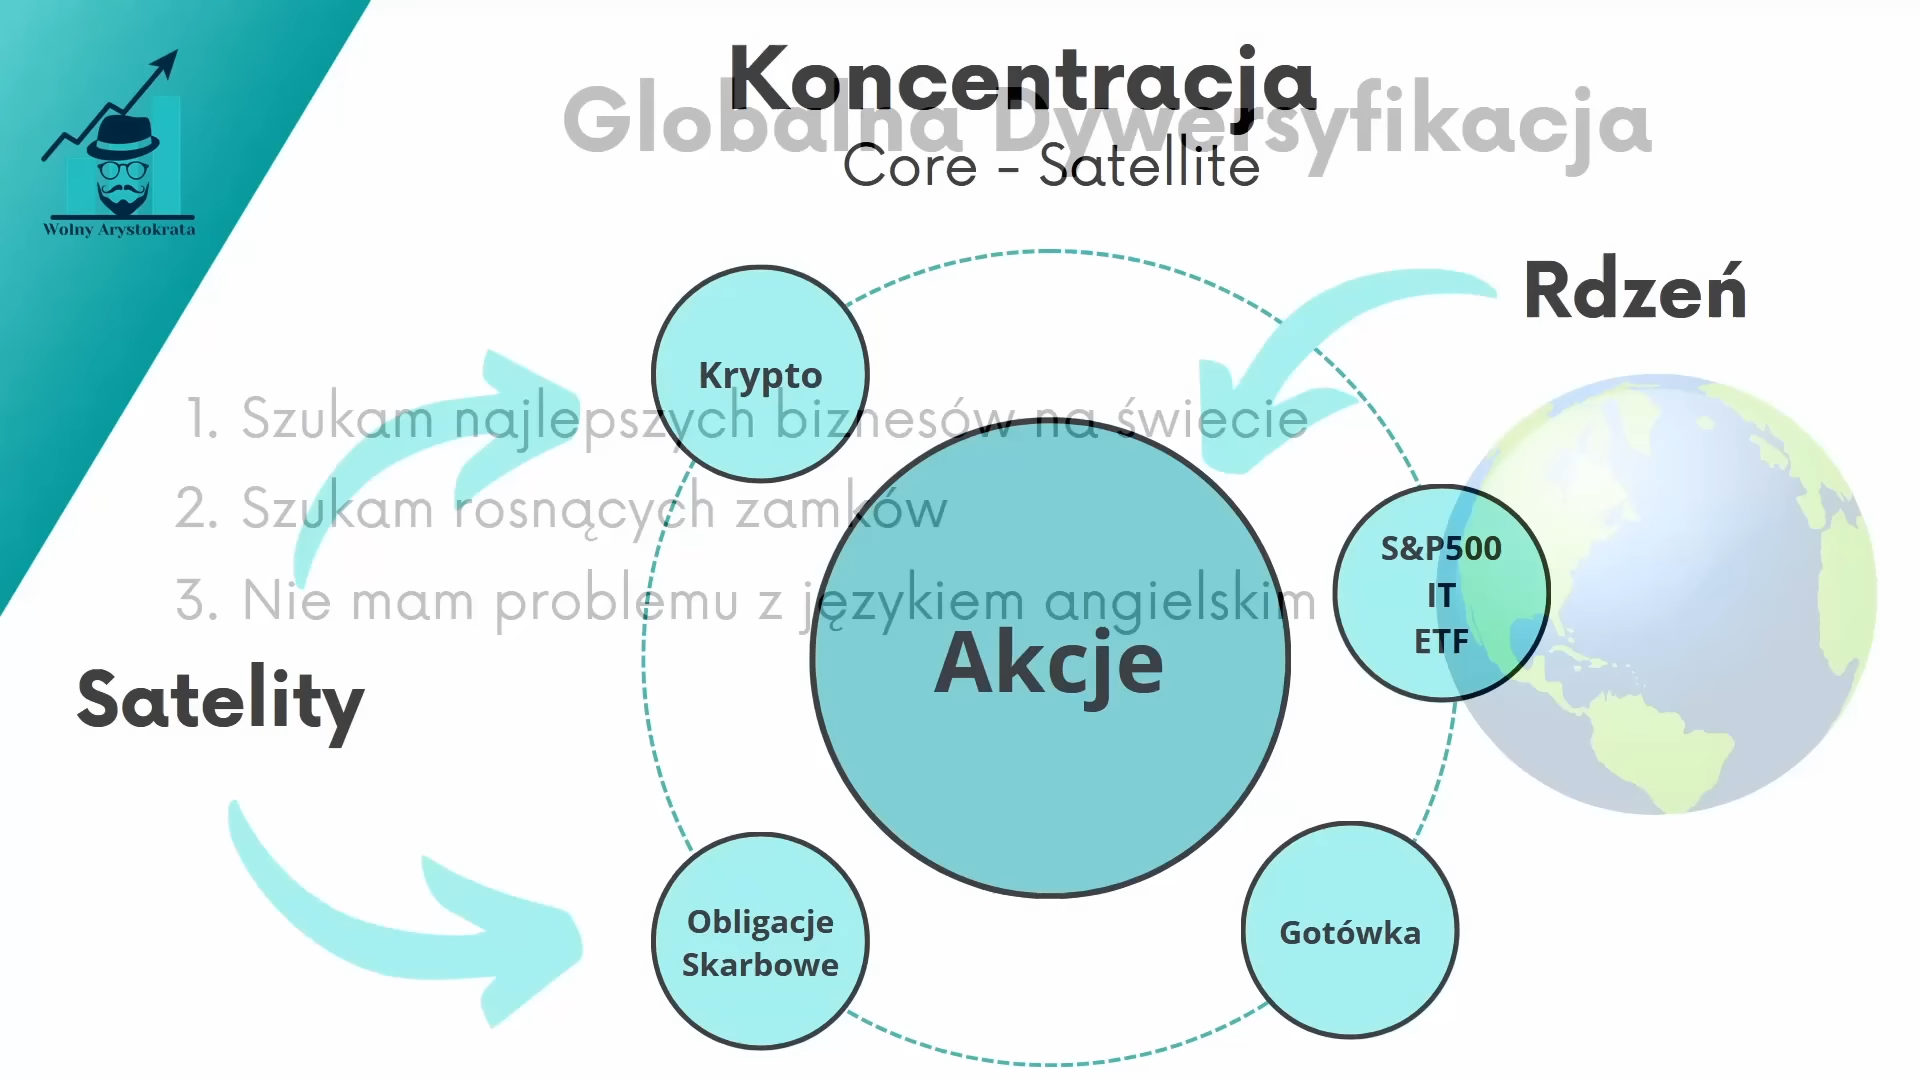 Wolny Arystokrata
Koncentracja
Globalna Dywersyfikacja
Core - Satellite
Rdzeń
Krypto
1. Szukam najlepszych biznesów na świecie
2. Szukam rosnących zamków
S&P500
IT
ETF
3. Nie mam problemu z językiem angielskim
Akcje
Satelity
Obligacje
Skarbowe
Gotówka